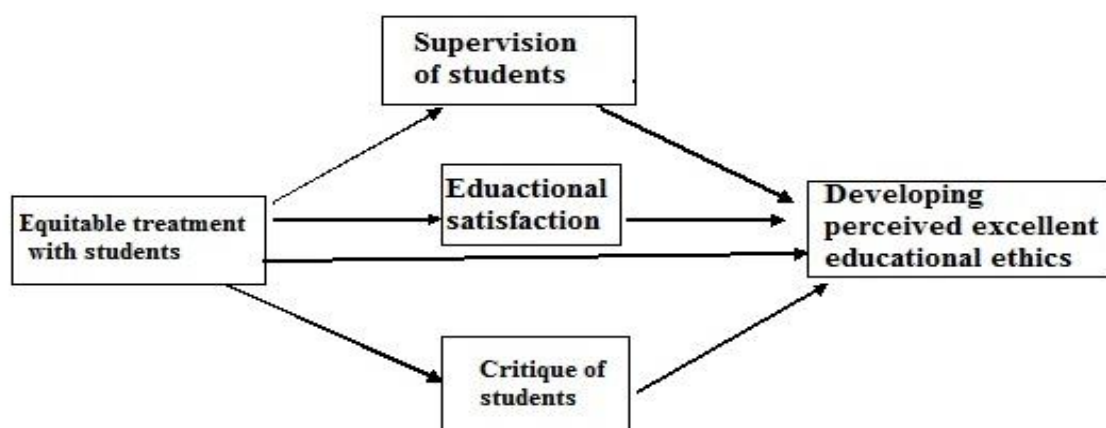 Supervision
of students
Eduactional
satisfaction
Equitable treatment
with students
Developing
perceived excellent
educational ethics
Critique of
students